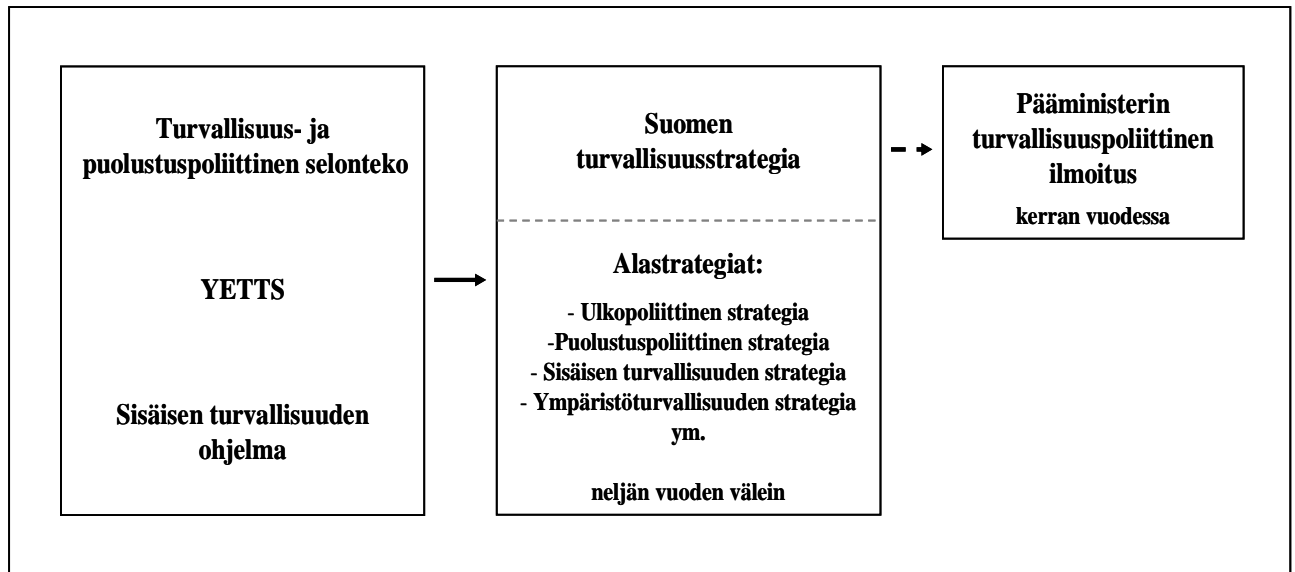 Turvallisuus- ja
puolustuspoliittinen selonteko
YETTS
Sisäisen turvallisuuden
ohjelma
Suomen
turvallisuusstrategia
Alastrategiat:
- Ulkopoliittinen strategia
-Puolustuspoliittinen strategia
- Sisäisen turvallisuuden strategia
- Ympäristöturvallisuuden strategia
ym.
neljän vuoden välein
Pääministerin
turvallisuuspoliittinen
ilmoitus
kerran vuodessa